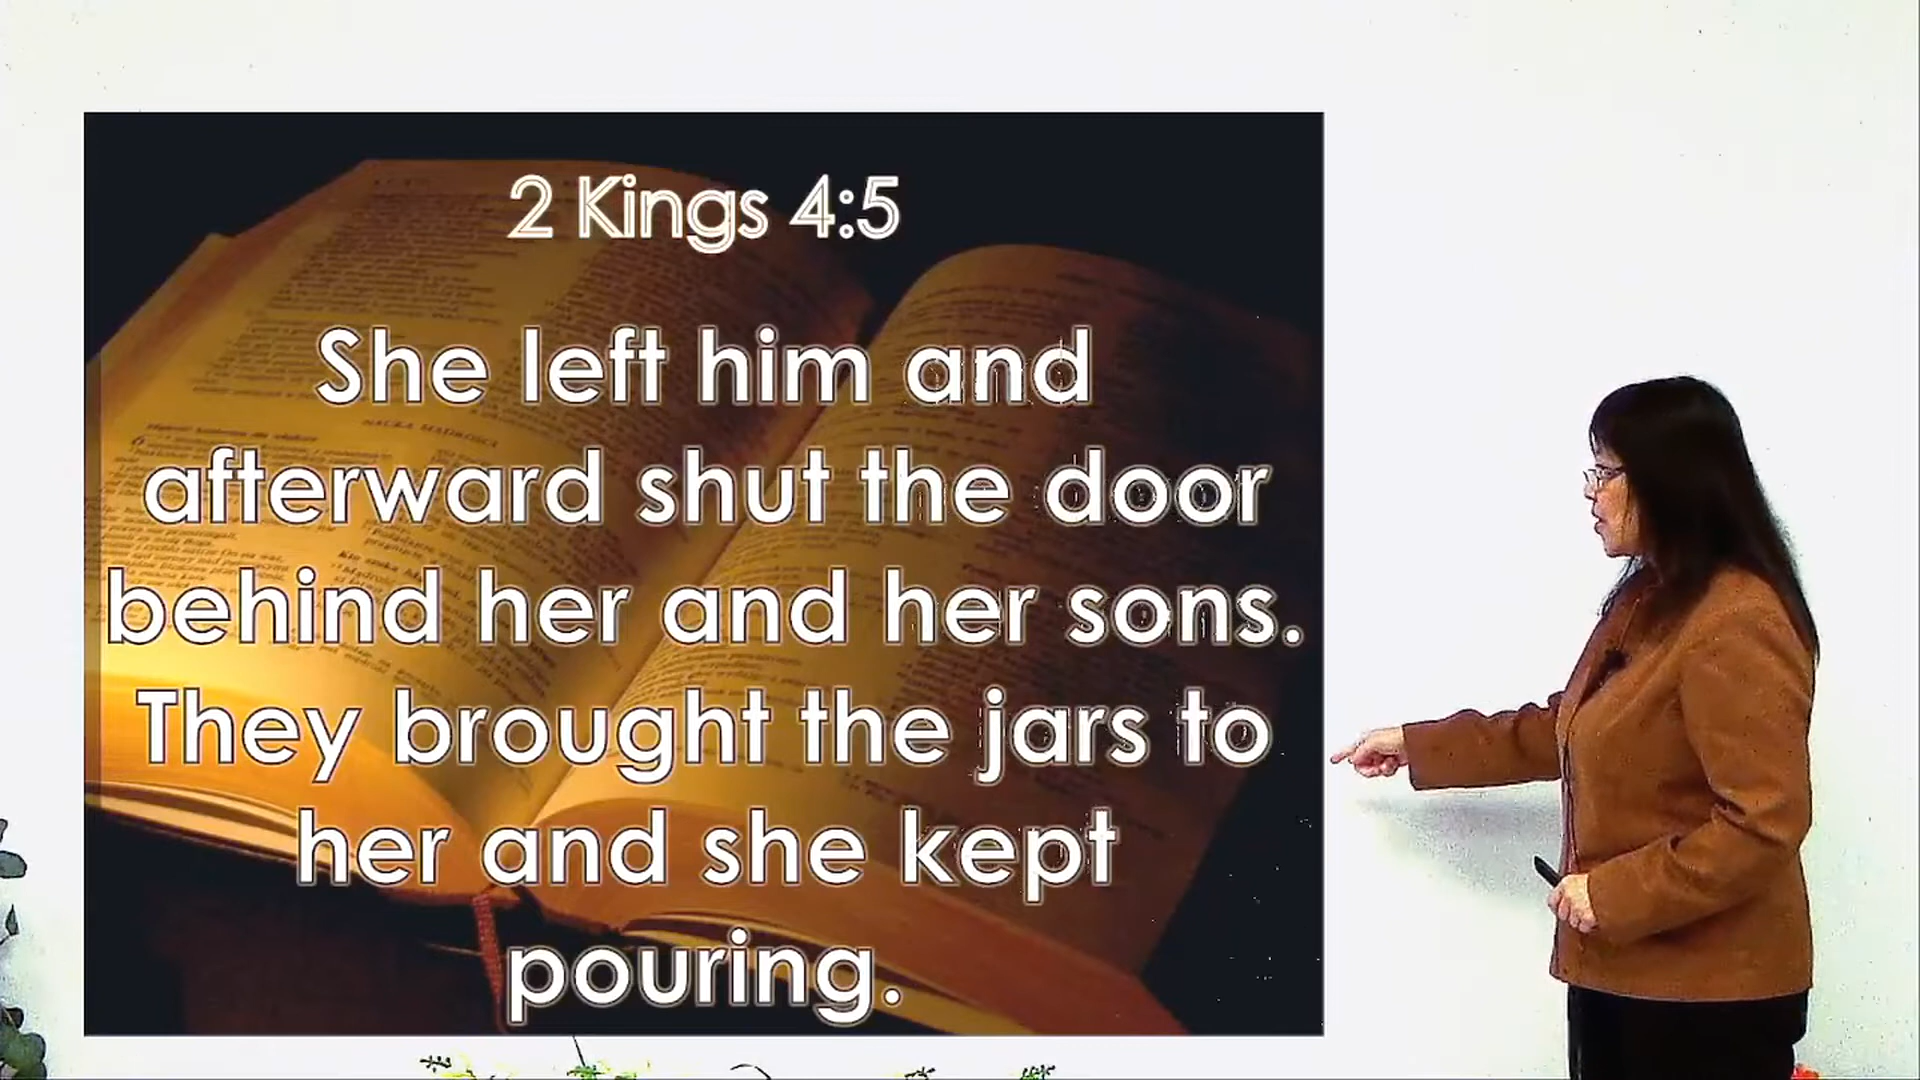 2 Kings 4:5
She left him and
afterward shut the door
behind her and her sons.
They brought the jars to
her and she kept
pouring.